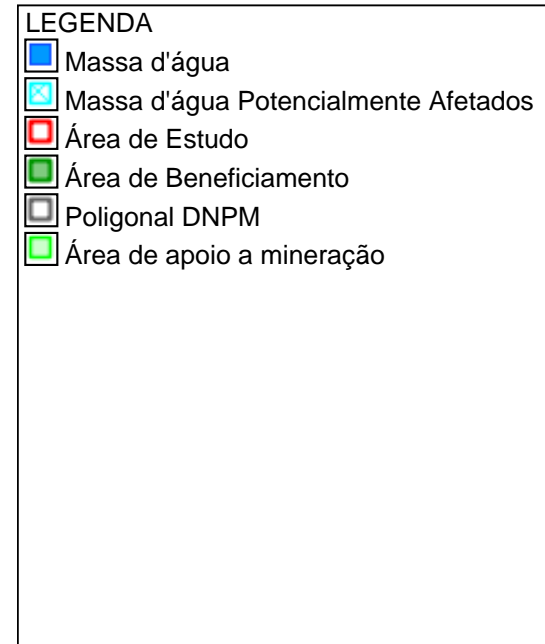 LEGENDA
Massa d'água
Massa d'água Potencialmente Afetados
Área de Estudo
Área de Beneficiamento
Poligonal DNPM
Área de apoio a mineração